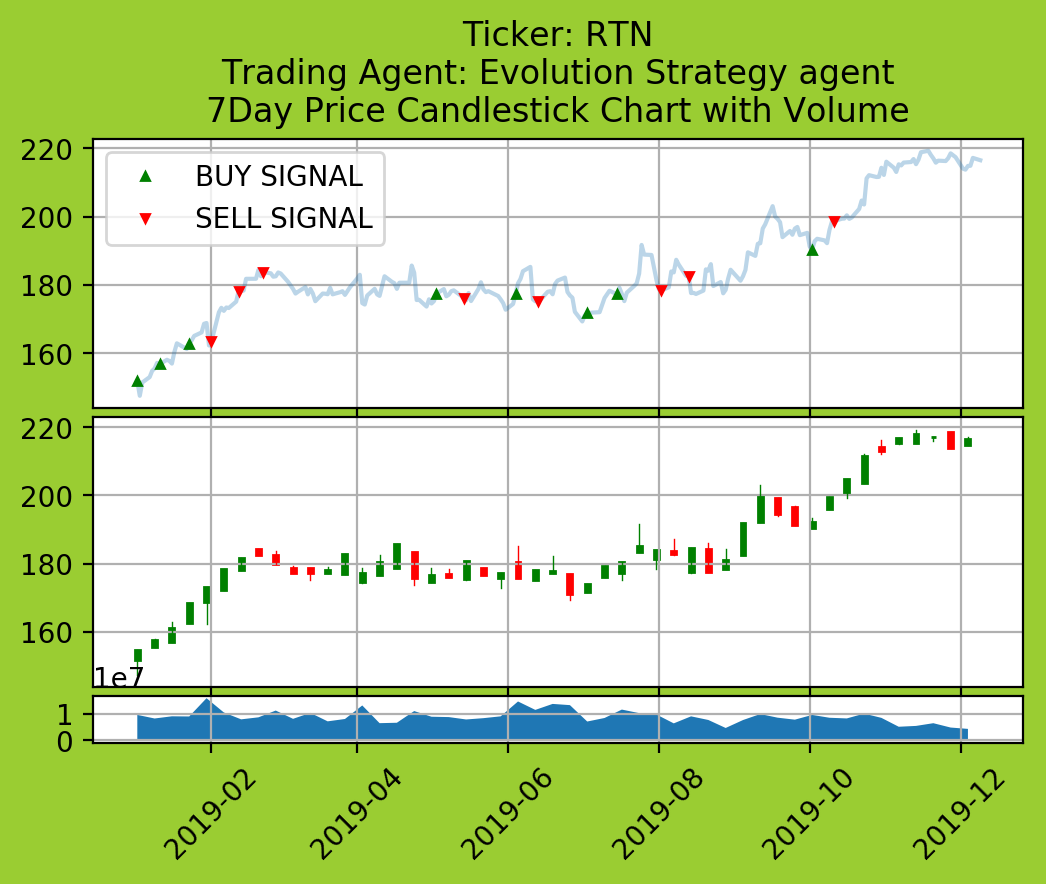 Ticker: RTN
Trading Agent: Evolution Strategy agent
7Day Price Candlestick Chart with Volume
220
200
180
160
BUY SIGNAL
SELL SIGNAL
220
200
180
160
1e7
1
0
2019-02
2019-04
2019-06
2019-08
2019-10
2019-12